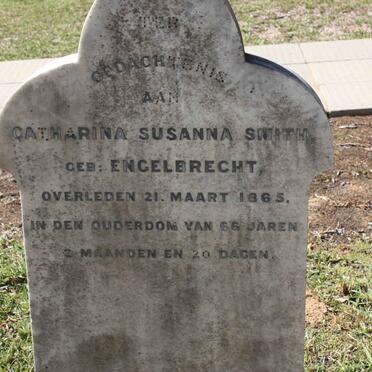 TER
GEDACHTENIS
AAN
CATHARINA SUSANNA SMITH
GEB: ENGELBRECHT,
OVERLEDEN 21. MAART 1865,
IN DEN OUDERDOM VAN 66 JAREN
2 MAANDEN EN 20 DAGEN.